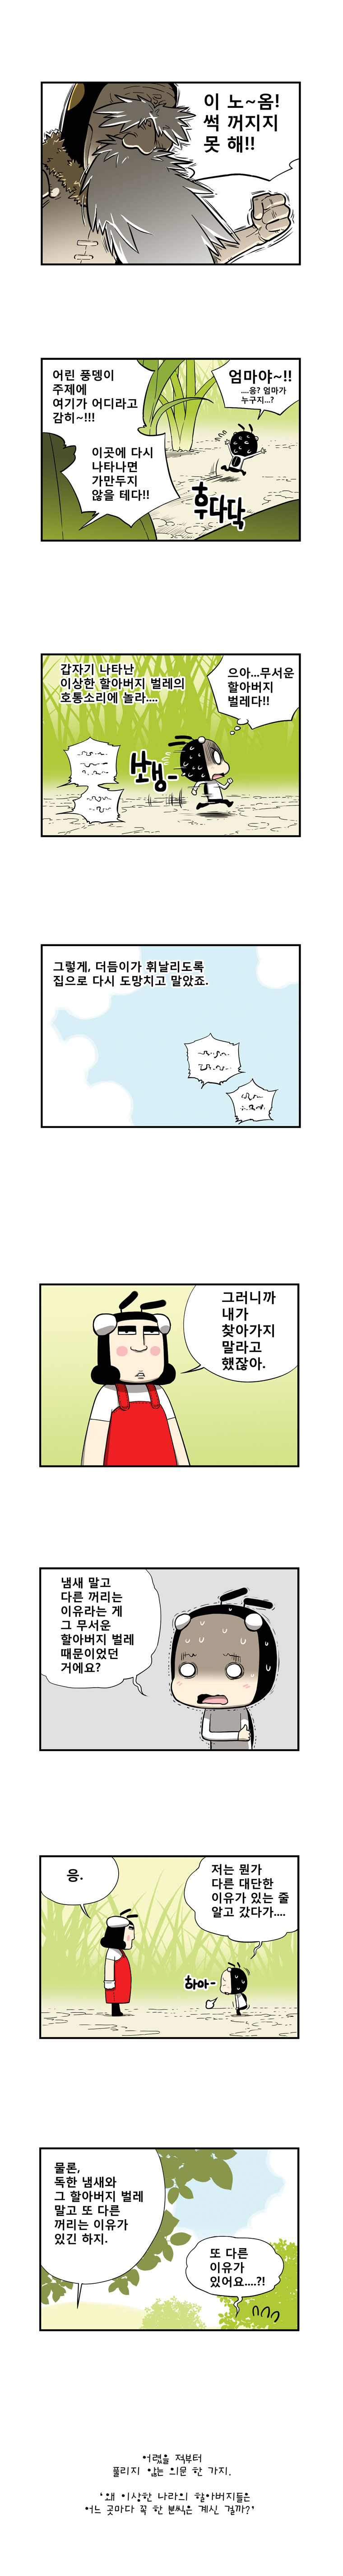 이 노~옴!
썩 꺼지지
못 해!!
어린 풍뎅이
주제에
여기가 어디라고
감히~!!!
엄마야~!!
....응? 엄마가
누구지...?
이곳에 다시
나타나면
가만두지
않을 테다!!
후다닥
갑자기 나타난
이상한 할아버지 벌레의
호통소리에 놀라....
으아...무서운
할아버지
벌레다!!
쌔앵-
그렇게, 더듬이가 휘날리도록
집으로 다시 도망치고 말았죠.
그러니까
내가
찾아가지
말라고
했잖아.
냄새 말고
다른 꺼리는
이유라는 게
그 무서운
할아버지 벌레
때문이었던
거에요?
응.
저는 뭔가
다른 대단한
이유가 있는 줄
알고 갔다가....
하아-
물론,
독한 냄새와
그 할아버지 벌레
말고 또 다른
꺼리는 이유가
있긴 하지.
또 다른
이유가
있어요....?!
어렸을 적부터
풀리지 않는 의문 한 가지.
'왜 이상한 나라의 할아버지들은
어느 곳마다 꼭 한 분씩은 계신 걸까?'